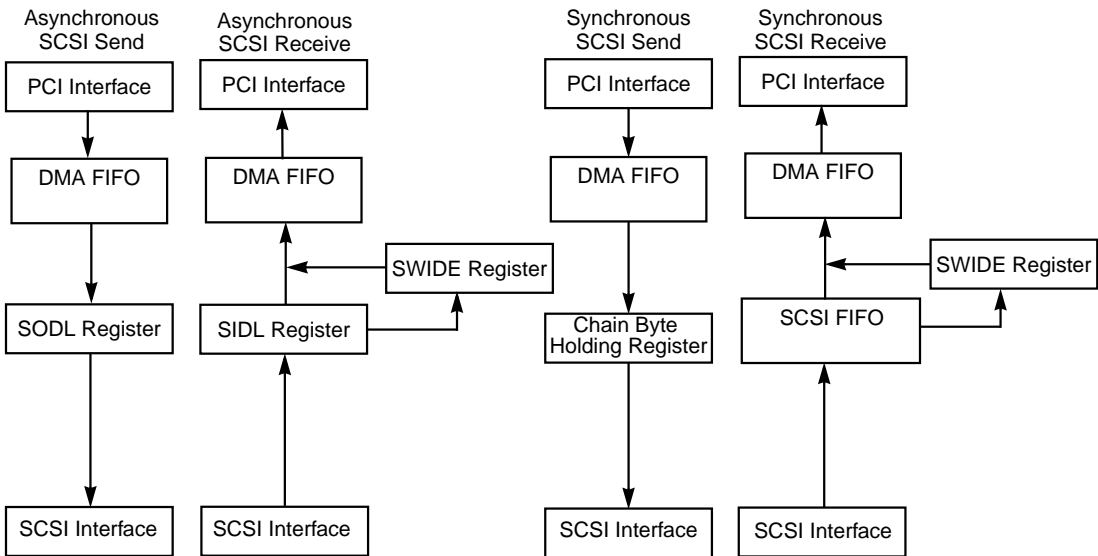 Asynchronous
SCSI Send
PCI Interface
DMA FIFO
SODL Register
SCSI Interface
Asynchronous
SCSI Receive
PCI Interface
DMA FIFO
SWIDE Register
SIDL Register
SCSI Interface
Synchronous
SCSI Send
PCI Interface
DMA FIFO
Chain Byte
Holding Register
SCSI Interface
Synchronous
SCSI Receive
PCI Interface
DMA FIFO
SWIDE Register
SCSI FIFO
SCSI Interface